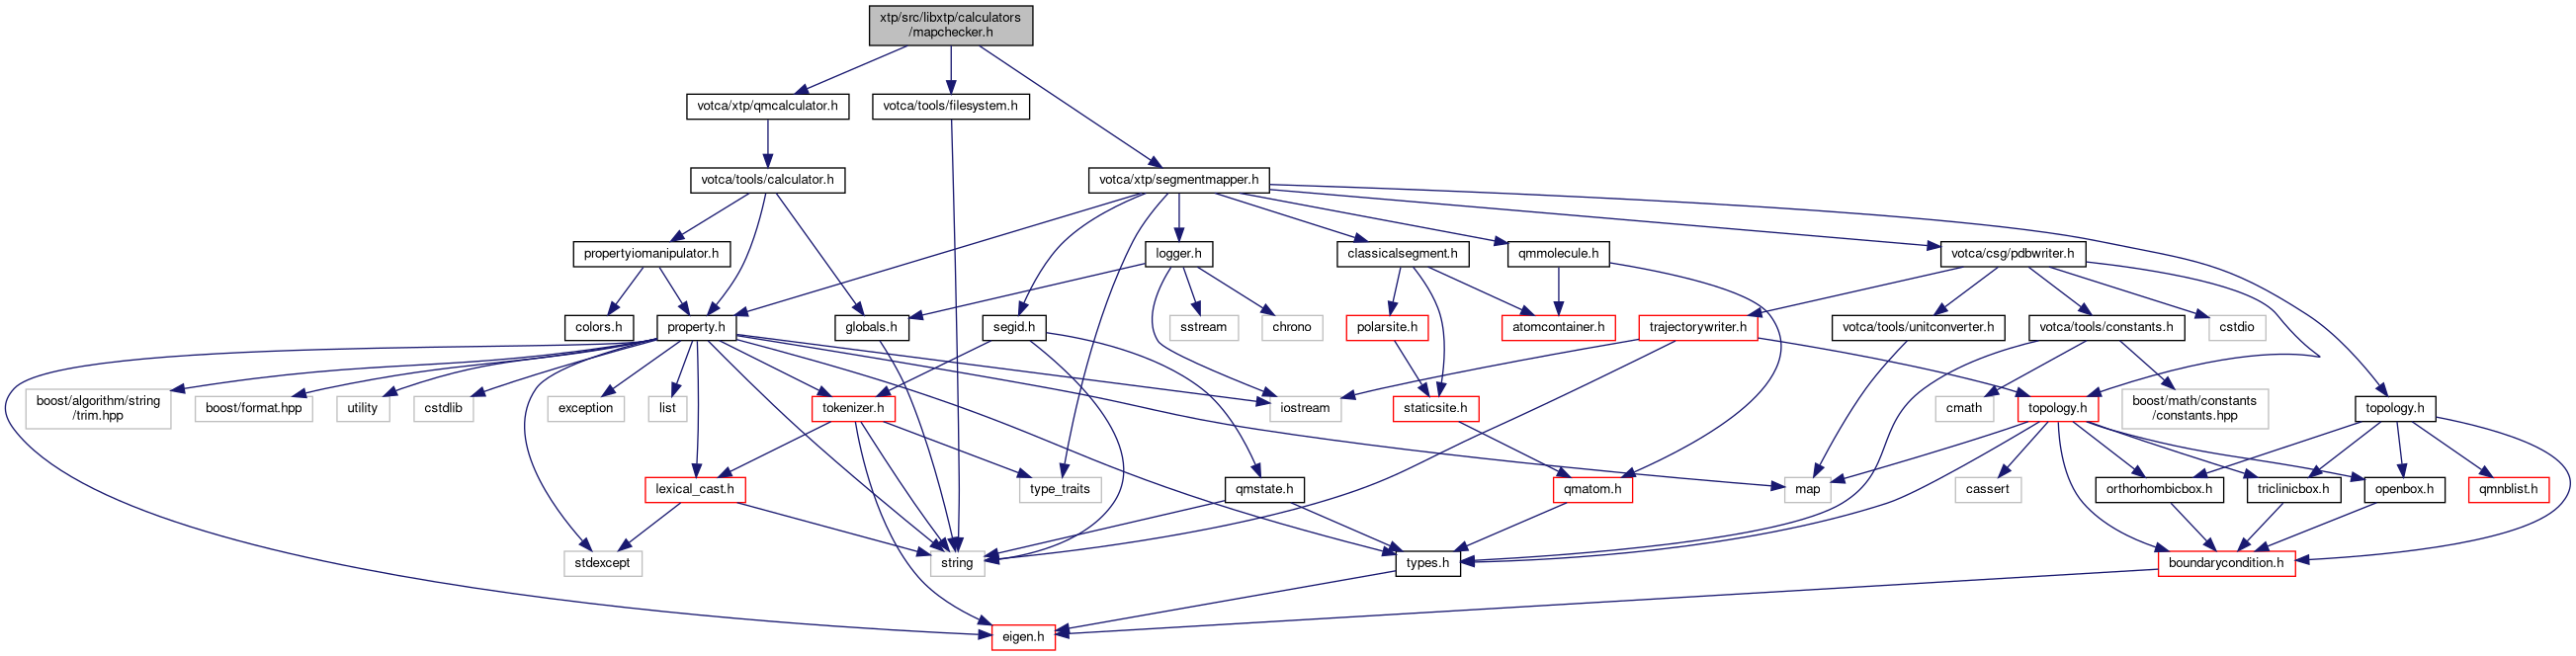 xtp/src/libxtp/calculators
/mapchecker.h
votca/xtp/qmcalculator.h
votca/tools/filesystem.h
votca/tools/calculator.h
votca/xtp/segmentmapper.h
propertyiomanipulator.h
logger.h
classicalsegment.h
qmmolecule.h
votca/csg/pdbwriter.h
colors.h
property.h
globals.h
segid.h
sstream
chrono
polarsite.h
atomcontainer.h
trajectorywriter.h
votca/tools/unitconverter.h
votca/tools/constants.h
cstdio
boost/algorithm/string
/trim.hpp
boost/format.hpp
utility
cstdlib
exception
list
tokenizer.h
iostream
staticsite.h
cmath
topology.h
boost/math/constants
/constants.hpp
topology.h
lexical_cast.h
type_traits
qmstate.h
qmatom.h
map
cassert
orthorhombicbox.h
triclinicbox.h
openbox.h
qmnblist.h
stdexcept
string
types.h
boundarycondition.h
eigen.h